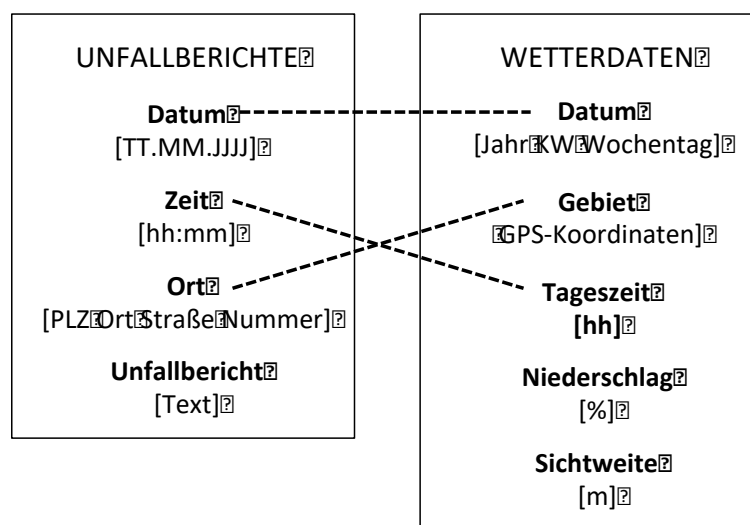 UNFALLBERICHTE
Datum
[TT.MM.JJJJ]
Zeit
[hh:mm]
Ort
[PLZ Ort Straße Nummer]
Unfallbericht
[Text]
WETTERDATEN
Datum
[Jahr KW Wochentag]
Gebiet
GPS-Koordinaten]
Tageszeit
[hh]
Niederschlag
[%]
Sichtweite
[m]